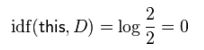 idf(this, D) = log 2/2 = 0